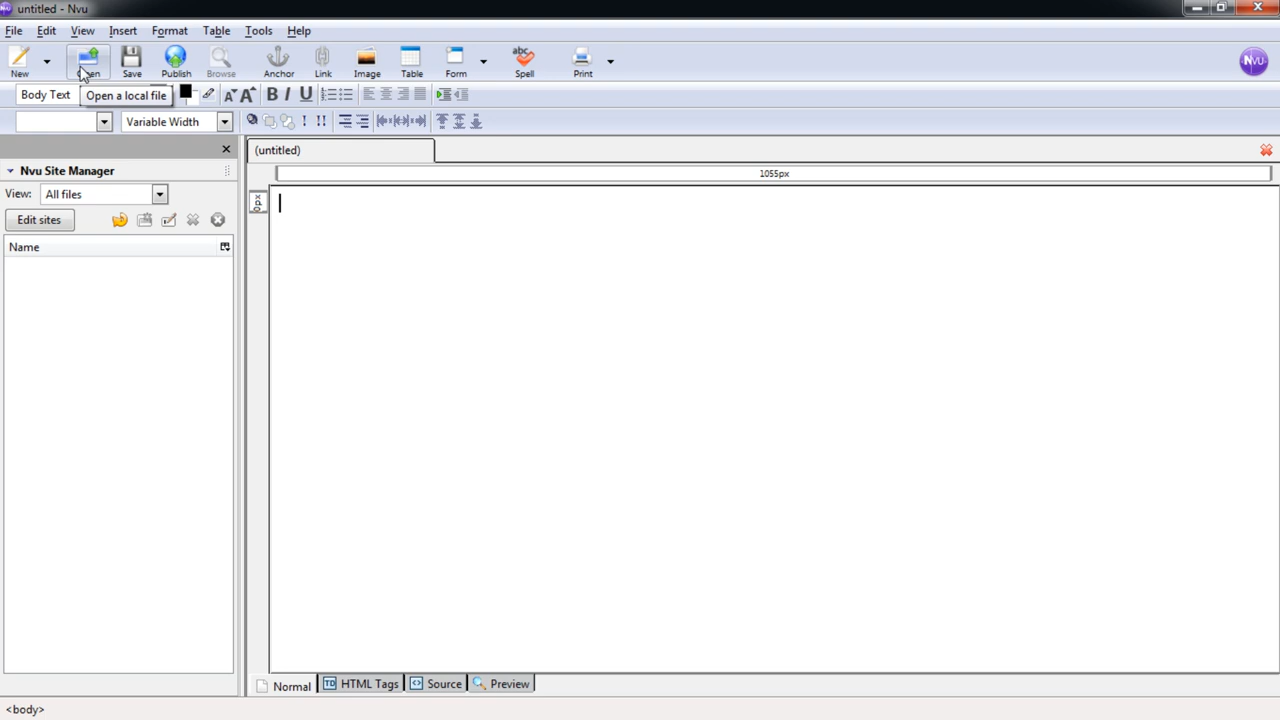 untitled - Nvu
File Edit View Insert Format Table Tools Help
New Open Save Publish Browse Anchor Link Image Table Form Spell Print
Body Text Open a local file
Variable Width
(untitled)
Nvu Site Manager
1055px
View: All files
0px
Edit sites
Name
Normal HTML Tags Source Preview
<body>